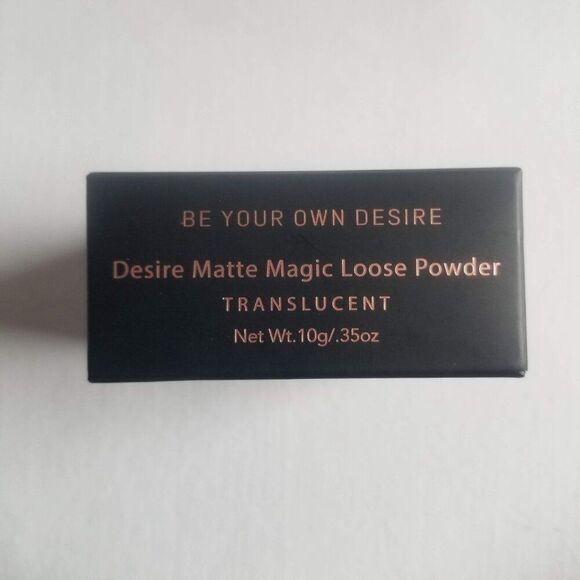 BE YOUR OWN DESIRE
Desire Matte Magic Loose Powder
TRANSLUCENT
Net Wt.10g/.35oz